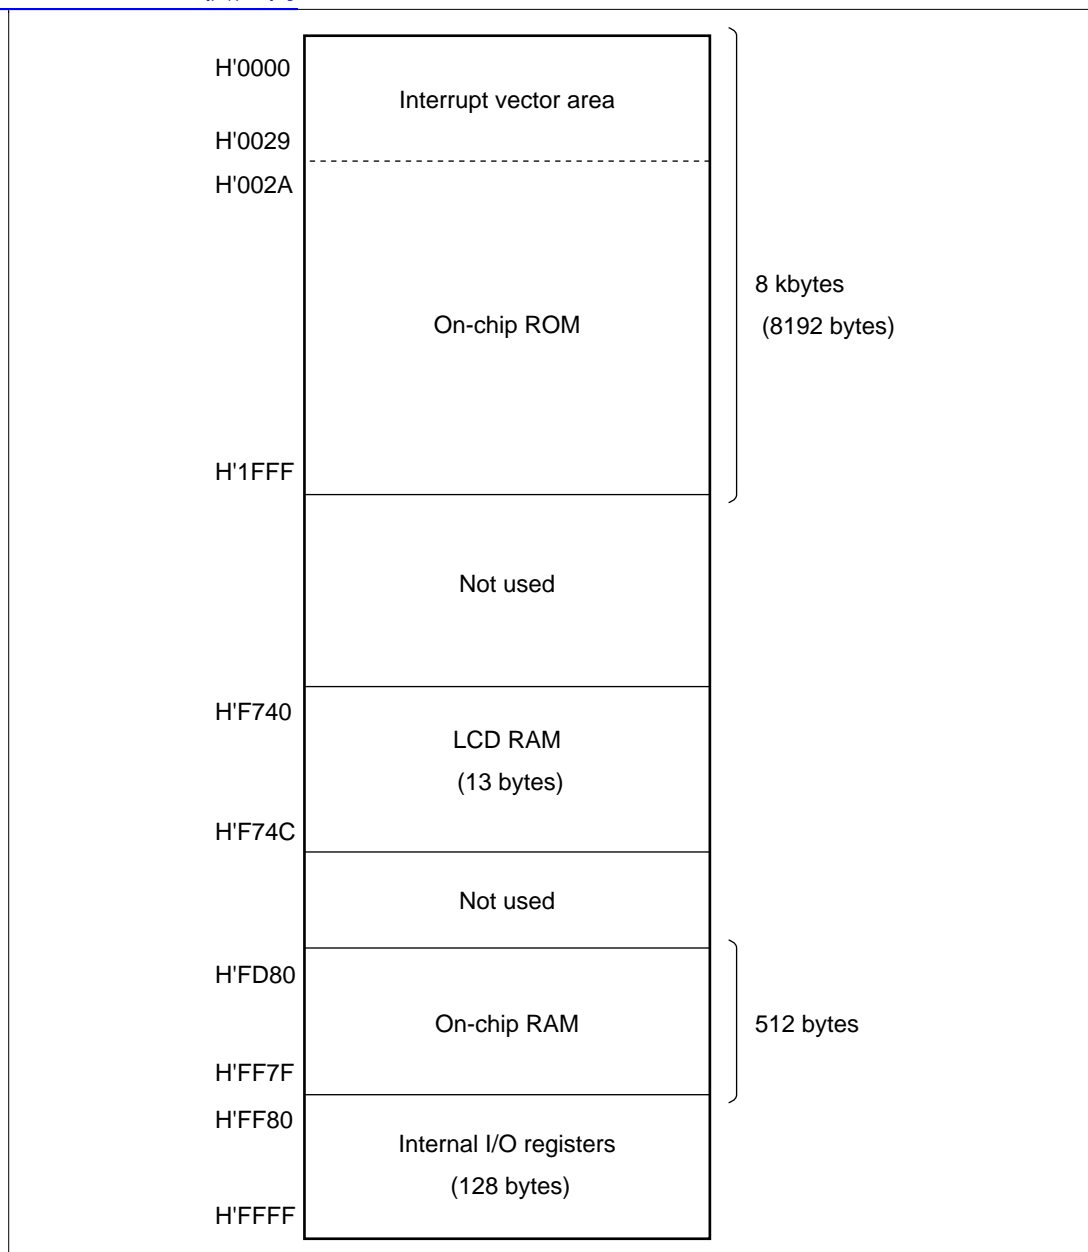 H'0000
Interrupt vector area
H'0029
H'002A
8 kbytes
(8192 bytes)
On-chip ROM
H'1FFF
Not used
H'F740
LCD RAM
(13 bytes)
H'F74C
Not used
H'FD80
On-chip RAM
512 bytes
H'FF7F
H'FF80
Internal I/O registers
(128 bytes)
H'FFFF